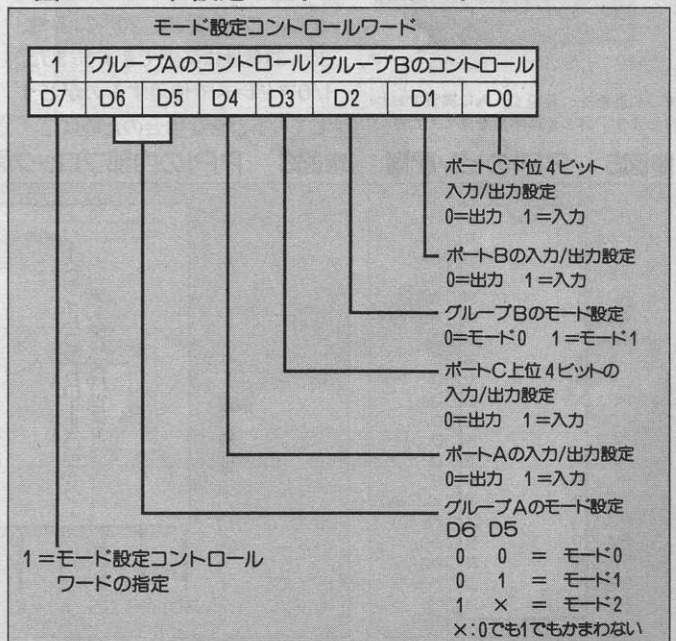 モード設定コントロールワード
1 グループAのコントロール グループBのコントロール
D7 D6 D5 D4 D3 D2 D1 D0
ポートC下位4ビット
入力/出力設定
0=出力 1=入力
ポートBの入力/出力設定
0=出力 1=入力
グループBのモード設定
0=モード0 1=モード1
ポートC上位4ビットの
入力/出力設定
0=出力 1=入力
ポートAの入力/出力設定
0=出力 1=入力
グループAのモード設定
D6 D5
0 0 = モード0
0 1 = モード1
1 × = モード2
×:0でも1でもかまわない
1=モード設定コントロール
ワードの指定